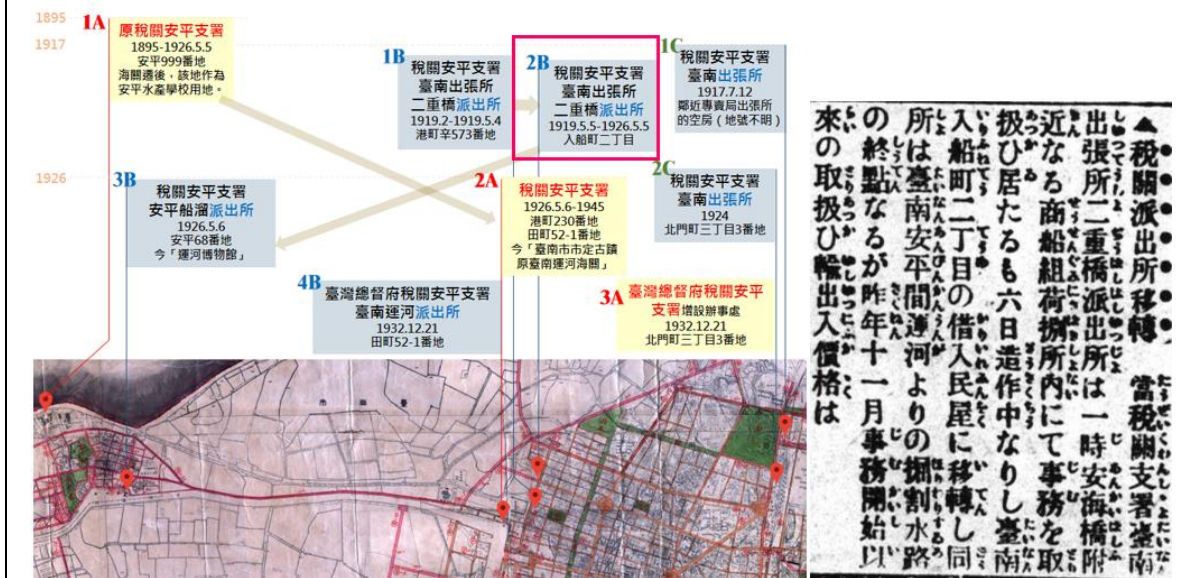 1895
1917
1926
1A
原稅關安平支署
1895-1926.5.5
安平999番地
海關遷後，該地作為
安平水產學校用地。
1B
稅關安平支署
臺南出張所
二重橋派出所
1919.2-1919.5.4
港町辛573番地
2B
稅關安平支署
臺南出張所
二重橋派出所
1919.5.5-1926.5.5
入船町二丁目
1C
稅關安平支署
臺南出張所
1917.7.12
鄰近專賣局出張所
的空房（地號不明）
3B
稅關安平支署
安平船溜派出所
1926.5.6
安平68番地
今「運河博物館」
2A
稅關安平支署
1926.5.6-1945
港町230番地
田町52-1番地
今「臺南市市定古蹟
原臺南運河海關」
2C
稅關安平支署
臺南出張所
1924
北門町三丁目3番地
4B
臺灣總督府稅關安平支署
臺南運河派出所
1932.12.21
田町52-1番地
3A
臺灣總督府稅關安平
支署增設辦事處
1932.12.21
北門町三丁目3番地
▲稅關派出所移轉　當稅關支署臺南
出張所二重橋派出所は一時安海橋附
近なる商船組荷捌所內にて事務を取
扱ひ居たるも六日造作中なりし臺南
入船町二丁目の借入民屋に移轉し同
所は臺南安平間運河よりの掘割水路
の終點なるが昨年十一月事務開始以
來の取扱ひ輸出入價格は